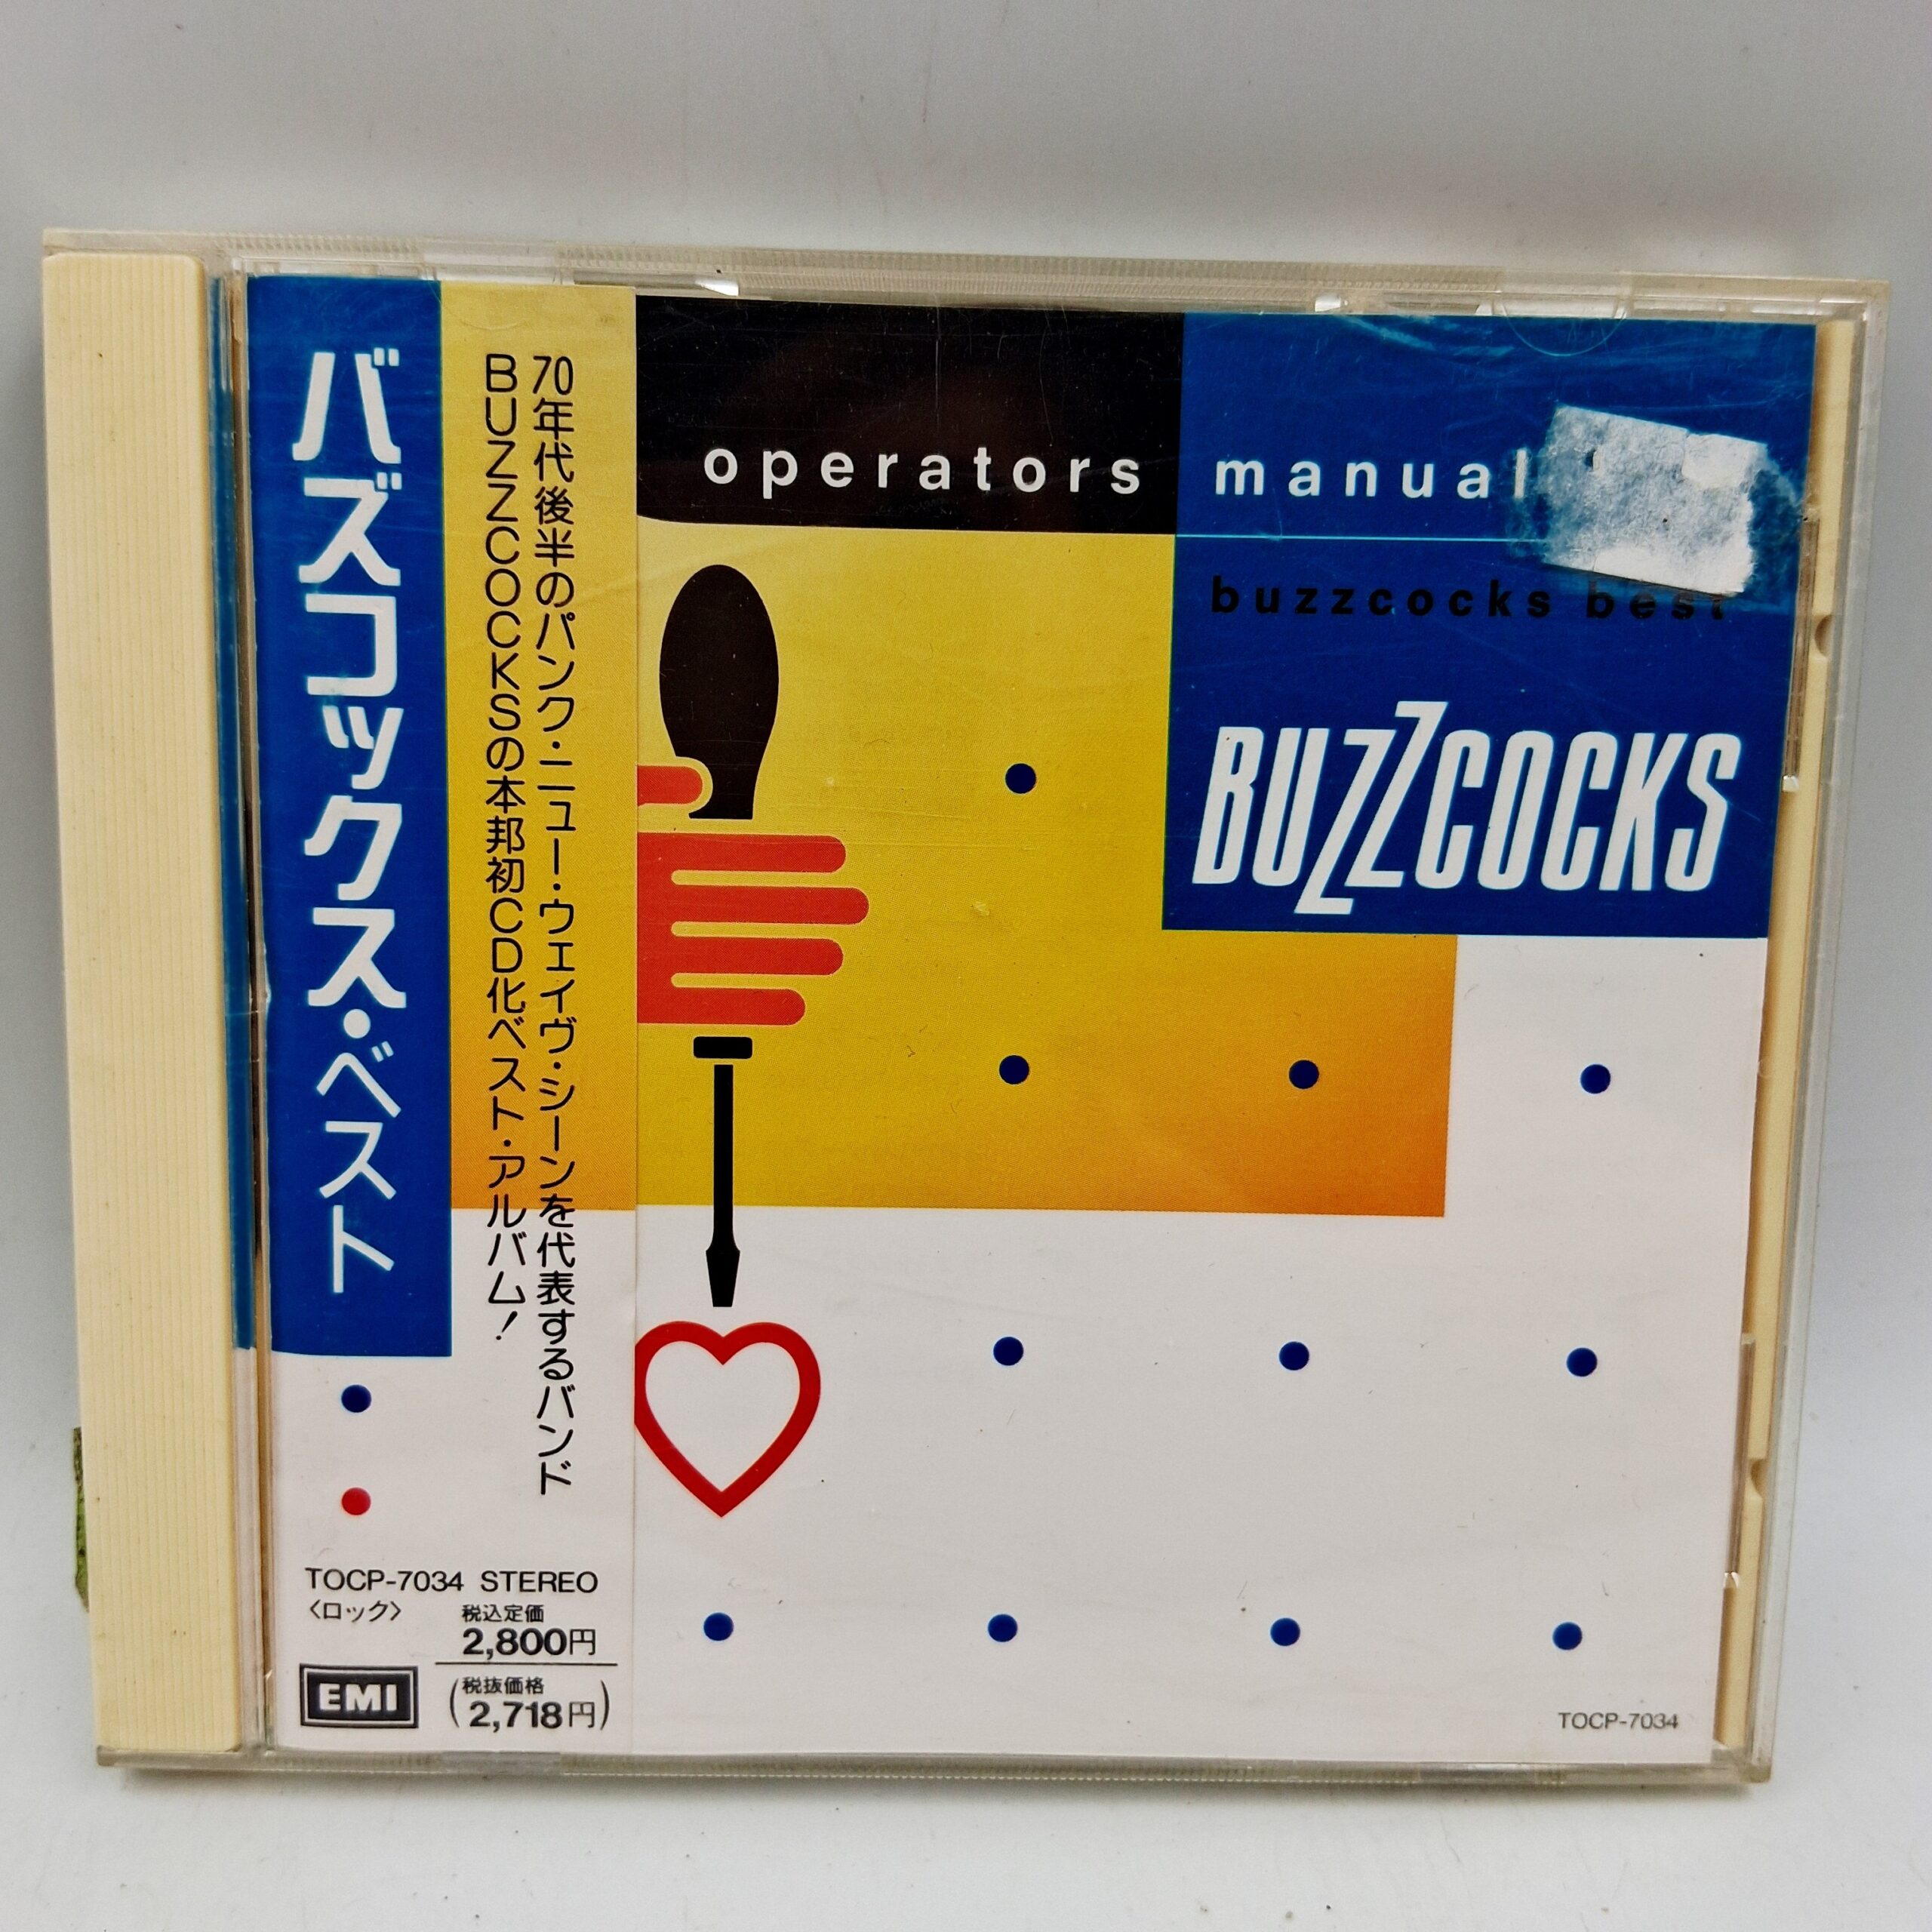 バズコックス・ベスト
70年代後半のパンク・ニュー・ウェイヴ・シーンを代表するバンド
BUZZCOCKSの本邦初CD化ベスト・アルバム!
TOCP-7034 STEREO
〈ロック〉
税込定価
2,800円
(税抜価格
2,718円)
EMI
operators manual
buzzcocks best
BUZZCOCKS
TOCP-7034